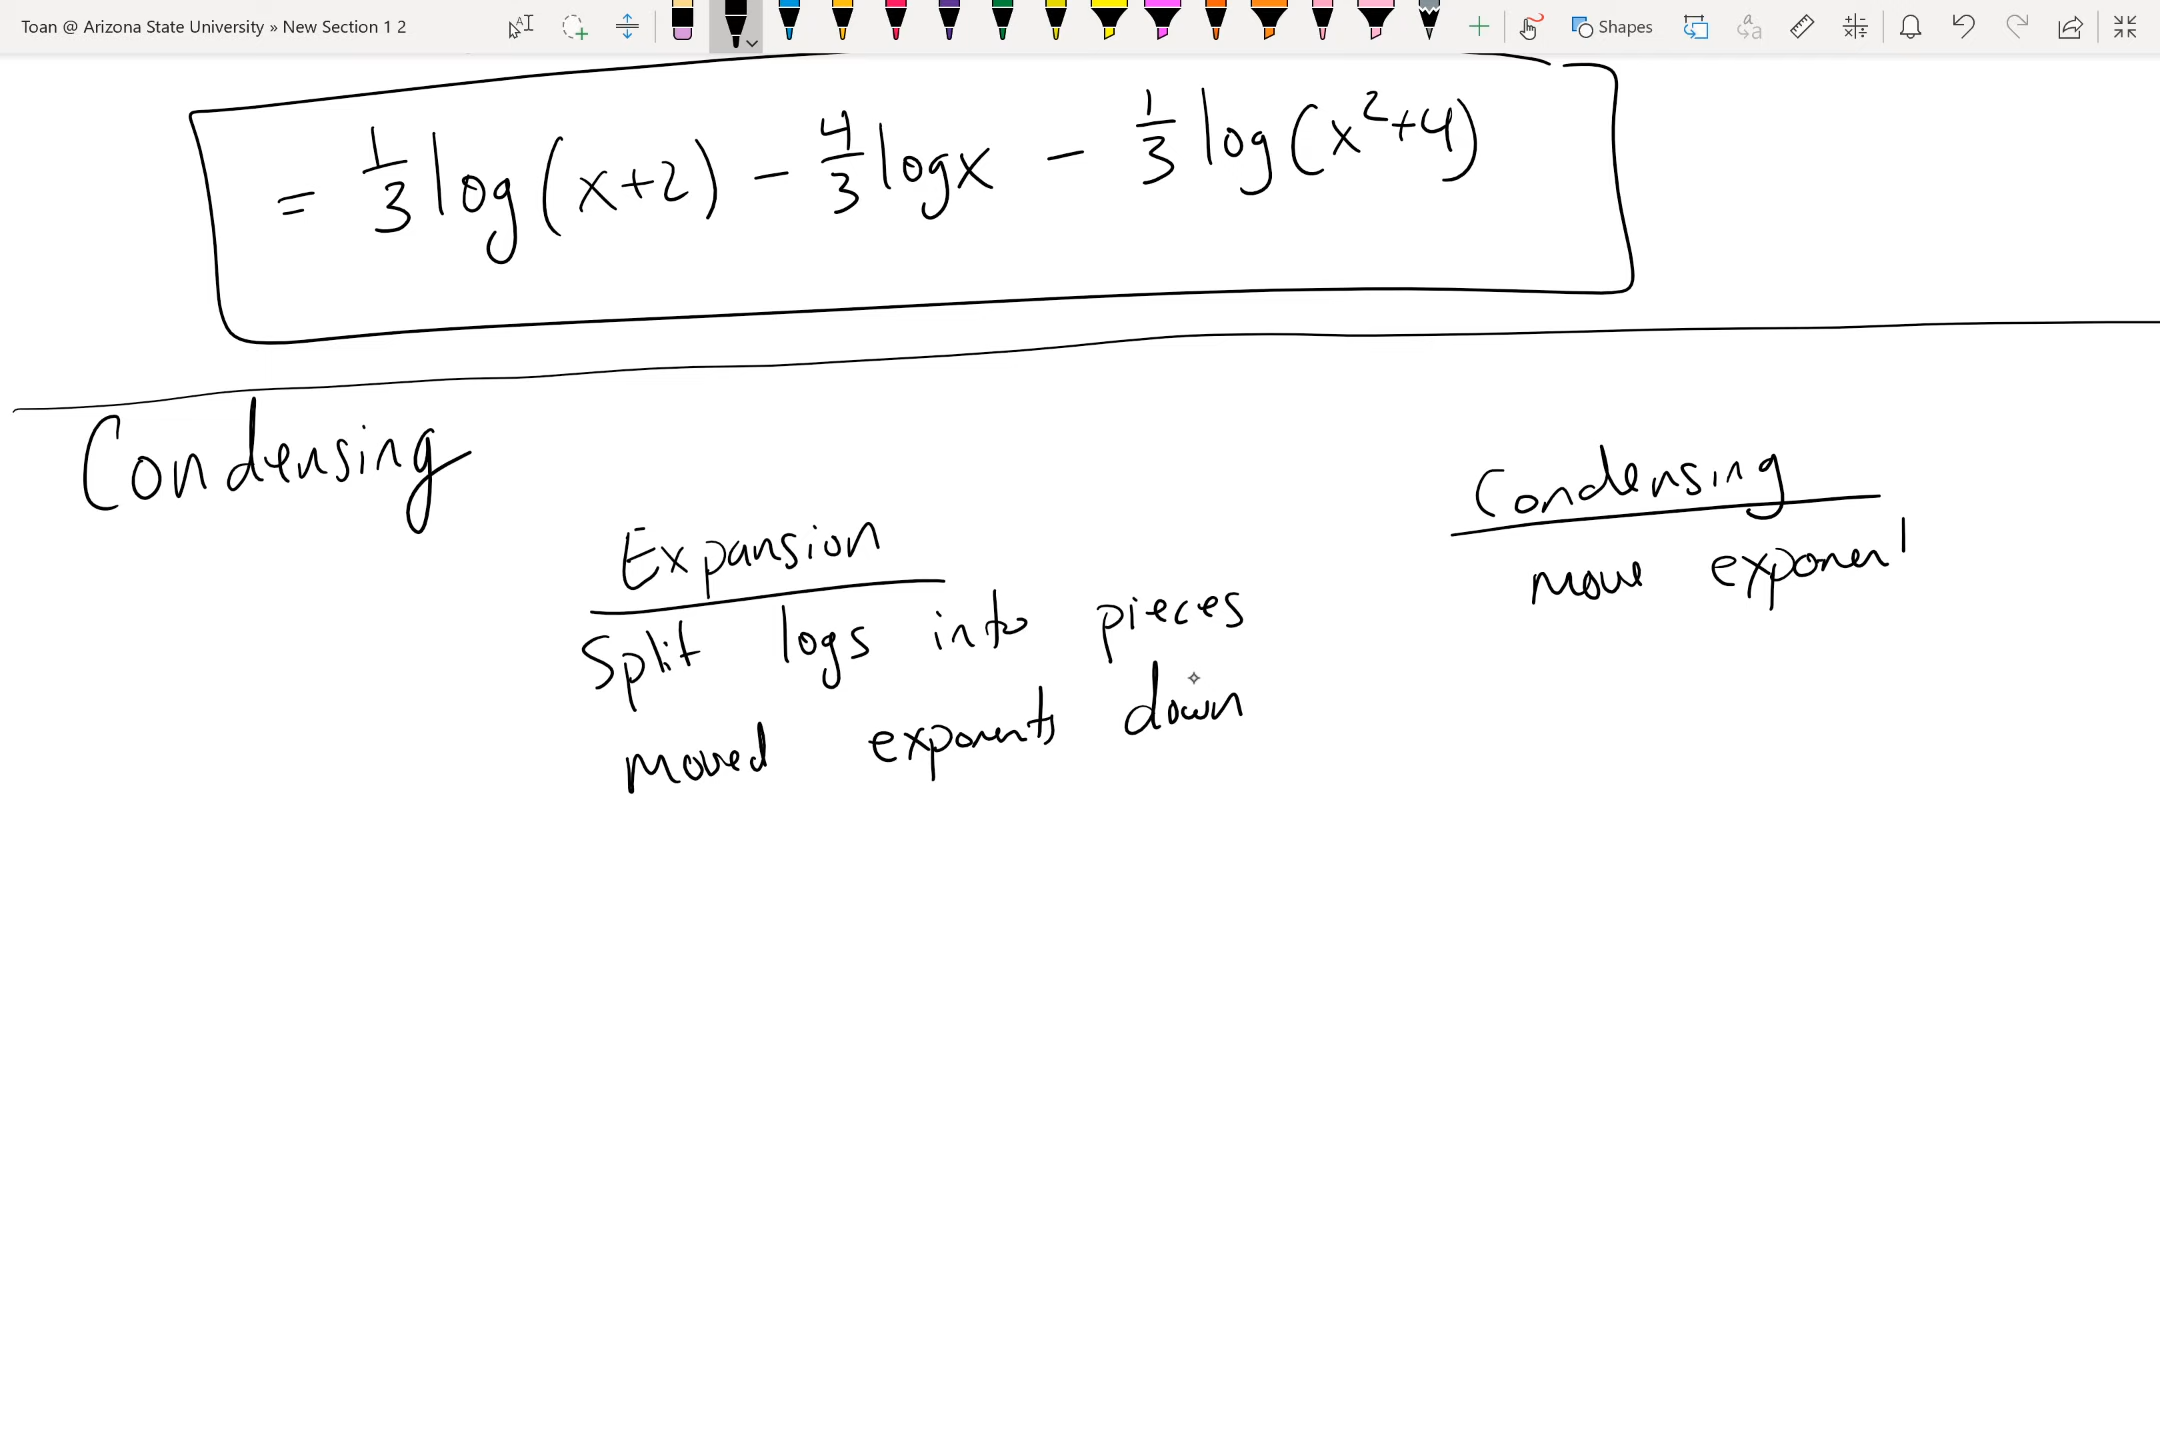 Toan @ Arizona State University » New Section 1 2
Shapes
= 1/3 log(x+2) - 4/3 logx - 1/3 log(x²+4)
Condensing
Expansion
Split logs into pieces
moved exponents down
Condensing
move exponent